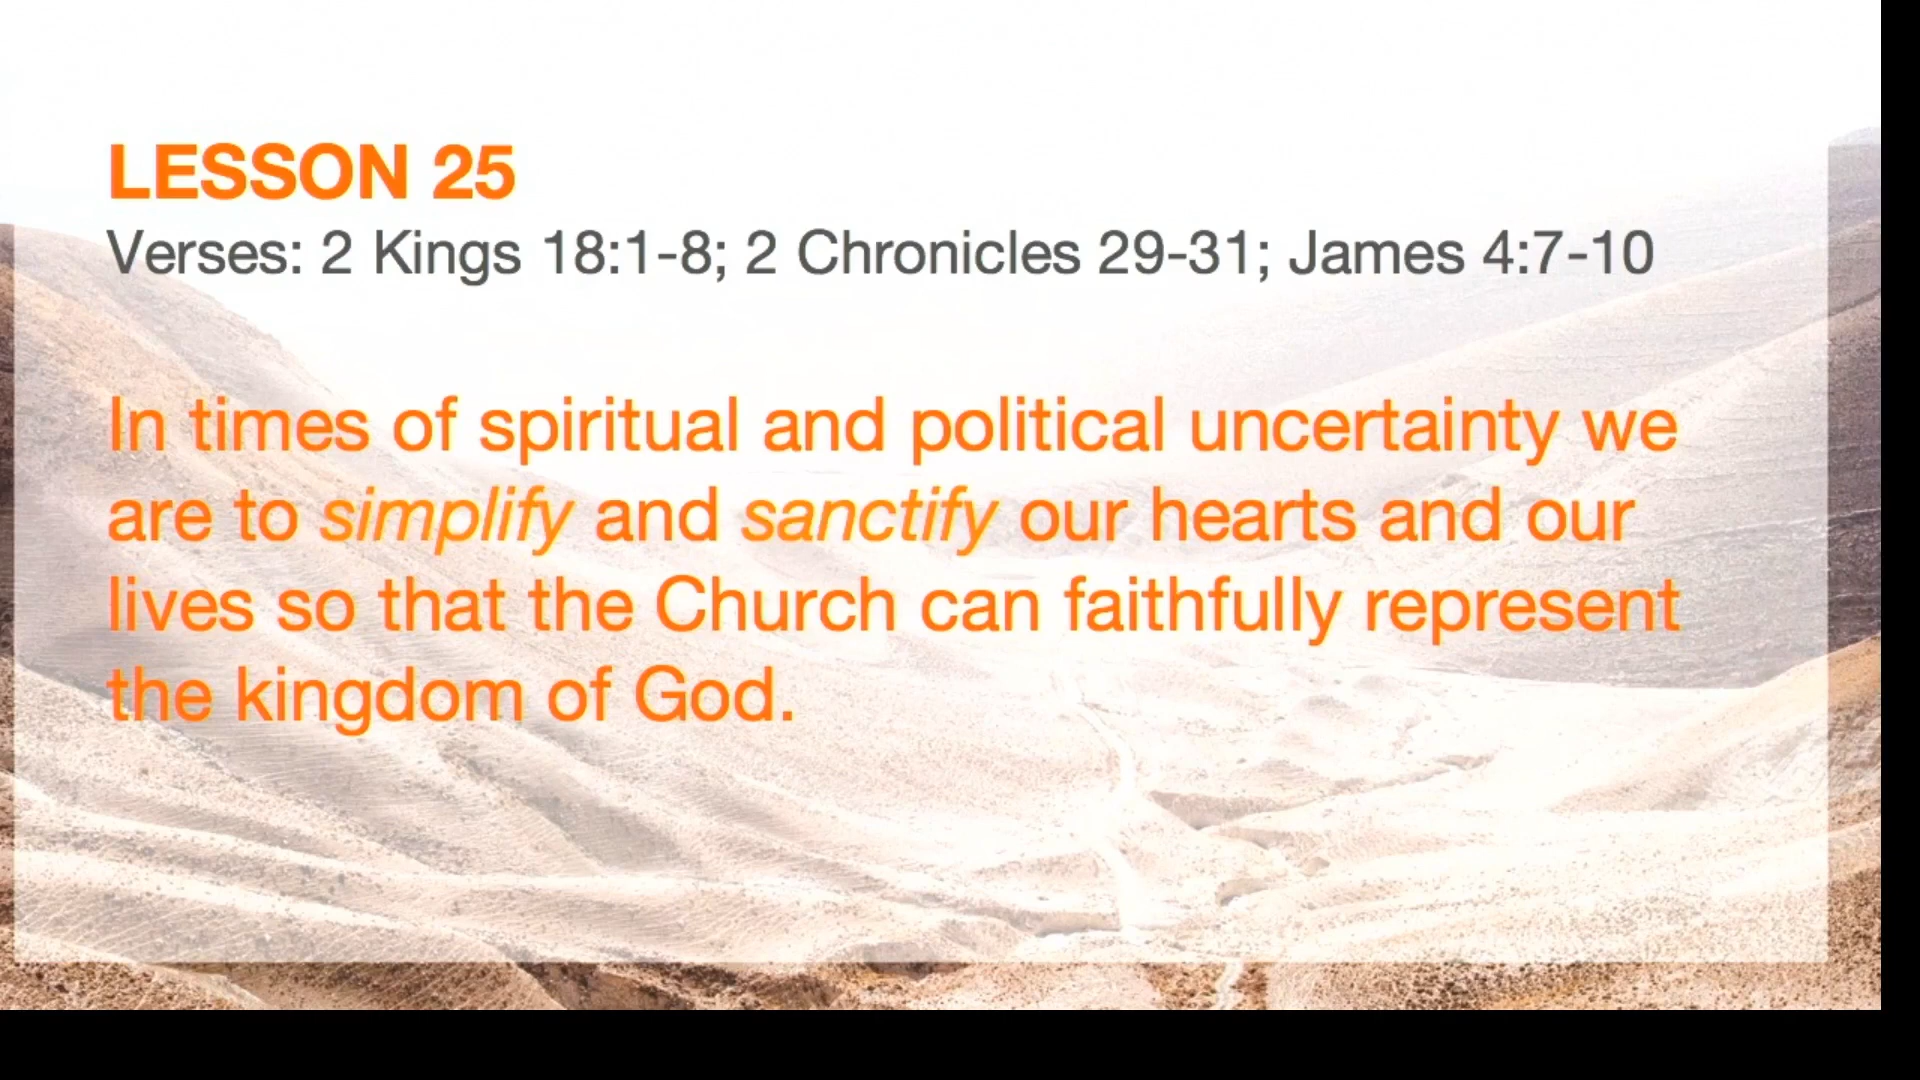 LESSON 25
Verses: 2 Kings 18:1-8; 2 Chronicles 29-31; James 4:7-10
In times of spiritual and political uncertainty we
are to simplify and sanctify our hearts and our
lives so that the Church can faithfully represent
the kingdom of God.